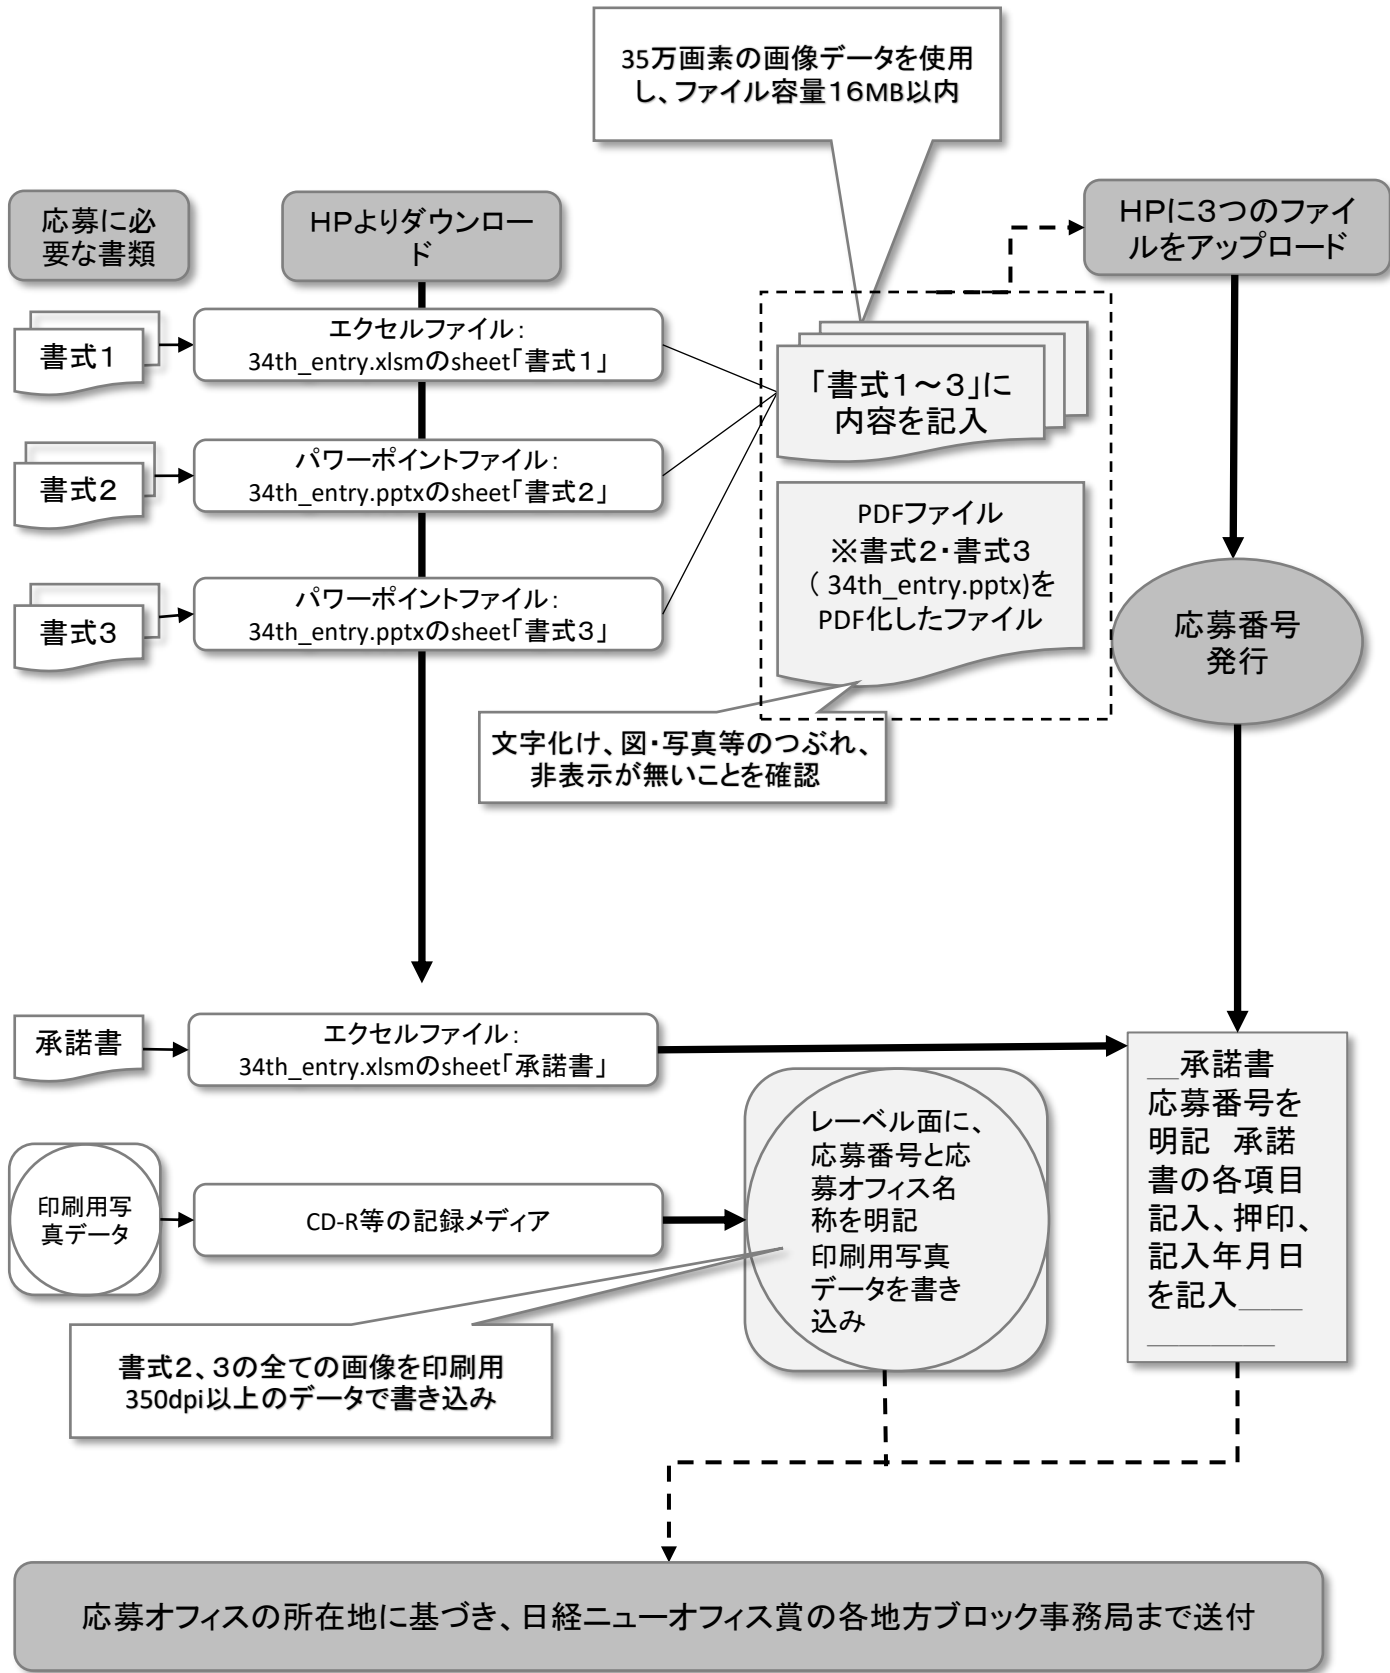 35万画素の画像データを使用
し、ファイル容量16MB以内
応募に必
要な書類
HPよりダウンロー
ド
HPに3つのファイ
ルをアップロード
書式1
エクセルファイル：
34th_entry.xlsmのsheet「書式1」
「書式1～3」に
内容を記入
書式2
パワーポイントファイル：
34th_entry.pptxのsheet「書式2」
PDFファイル
※書式2・書式3
（ 34th_entry.pptx)を
PDF化したファイル
書式3
パワーポイントファイル：
34th_entry.pptxのsheet「書式3」
応募番号
発行
文字化け、図・写真等のつぶれ、
非表示が無いことを確認
承諾書
エクセルファイル：
34th_entry.xlsmのsheet「承諾書」
__承諾書
応募番号を
明記　承諾
書の各項目
記入、押印、
記入年月日
を記入____
________
印刷用写
真データ
CD-R等の記録メディア
レーベル面に、
応募番号と応
募オフィス名
称を明記
印刷用写真
データを書き
込み
書式2、3の全ての画像を印刷用
350dpi以上のデータで書き込み
応募オフィスの所在地に基づき、日経ニューオフィス賞の各地方ブロック事務局まで送付